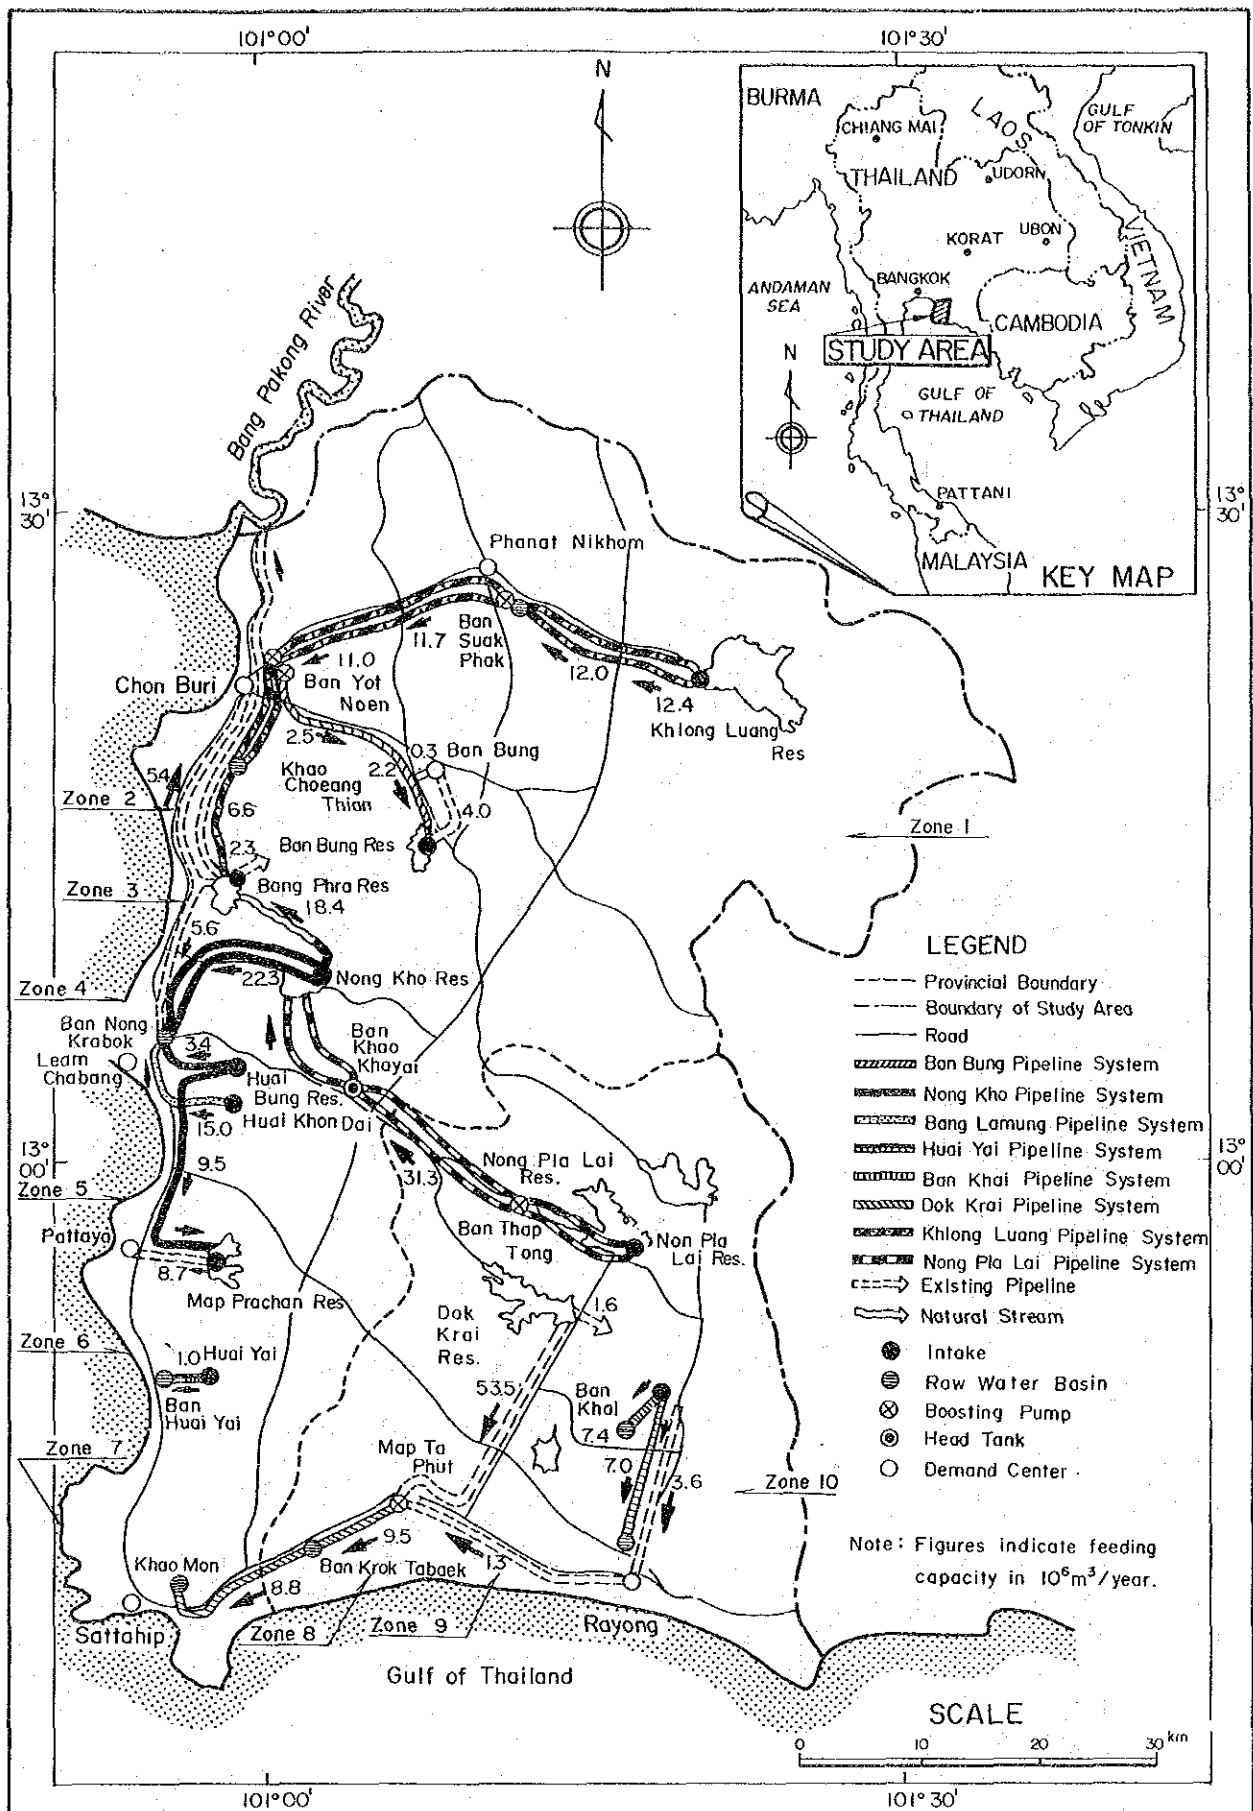 101°00'
101°30'
N
BURMA
CHIANG MAI
LAOS
GULF
OF TONKIN
THAILAND
UDORN
KORAT
UBON
VIETNAM
BANGKOK
ANDAMAN
SEA
CAMBODIA
STUDY AREA
N
GULF OF
THAILAND
PATTANI
MALAYSIA
KEY MAP
Bang Pakong River
13°
30'
13°
30'
Phanat Nikhom
11.7
Ban
Suak
Phak
11.0
12.0
Ban Yot
Noen
12.4
Chon Buri
Khlong Luang
Res
2.5
0.3 Ban Bung
2.2
Khao
Choeang
Thian
5.4
Zone 2
4.0
6.6
Zone 1
2.3
Ban Bung Res
Bang Phra Res
Zone 3
18.4
5.6
22.3
Nong Kho Res
Zone 4
Ban Nong
Krabok
Ban
Khao
Khayai
3.4
Leam
Chabang
Huai
Bung Res.
Huai Khon Dai
15.0
13°
00'
13°
00'
9.5
31.3
Nong Pla Lai
Res.
Zone 5
Pattaya
Ban Thap
Tong
Non Pla
Lai Res.
8.7
Map Prachan Res
Dok
Krai
Res.
1.6
Zone 6
1.0 Huai Yai
53.5
Ban
Khai
Ban
Huai Yai
7.4
Map Ta
Phut
Zone 7
7.0
3.6
Zone 10
9.5
Khao Mon
Ban Krok Tabaek
1.3
8.8
Sattahip
Zone 8
Zone 9
Rayong
Gulf of Thailand
LEGEND
Provincial Boundary
Boundary of Study Area
Road
Ban Bung Pipeline System
Nong Kho Pipeline System
Bang Lamung Pipeline System
Huai Yai Pipeline System
Ban Khai Pipeline System
Dok Krai Pipeline System
Khlong Luang Pipeline System
Nong Pla Lai Pipeline System
Existing Pipeline
Natural Stream
Intake
Raw Water Basin
Boosting Pump
Head Tank
Demand Center
Note: Figures indicate feeding
capacity in 10⁶m³/year.
SCALE
0 10 20 30 km
101°00'
101°30'